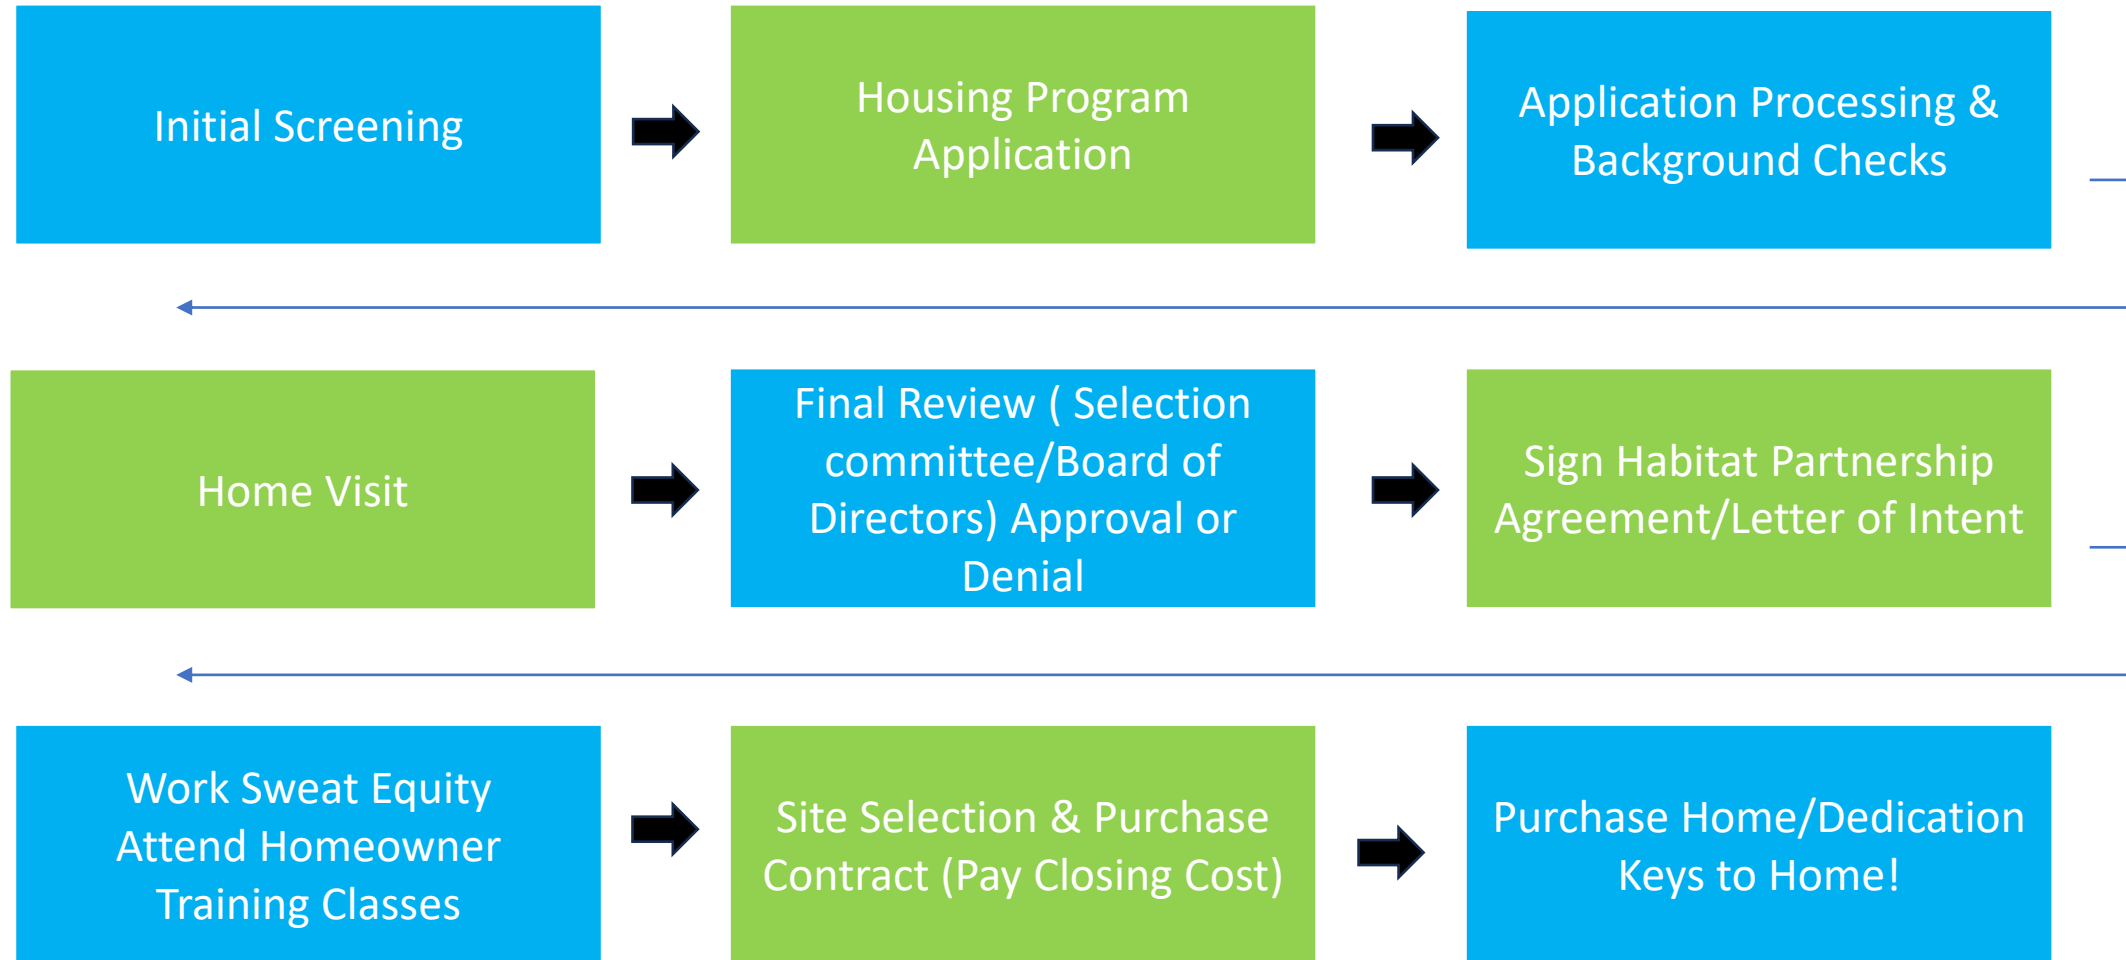 Initial Screening
Housing Program
Application
Application Processing &
Background Checks
Home Visit
Final Review ( Selection
committee/Board of
Directors) Approval or
Denial
Sign Habitat Partnership
Agreement/Letter of Intent
Work Sweat Equity
Attend Homeowner
Training Classes
Site Selection & Purchase
Contract (Pay Closing Cost)
Purchase Home/Dedication
Keys to Home!